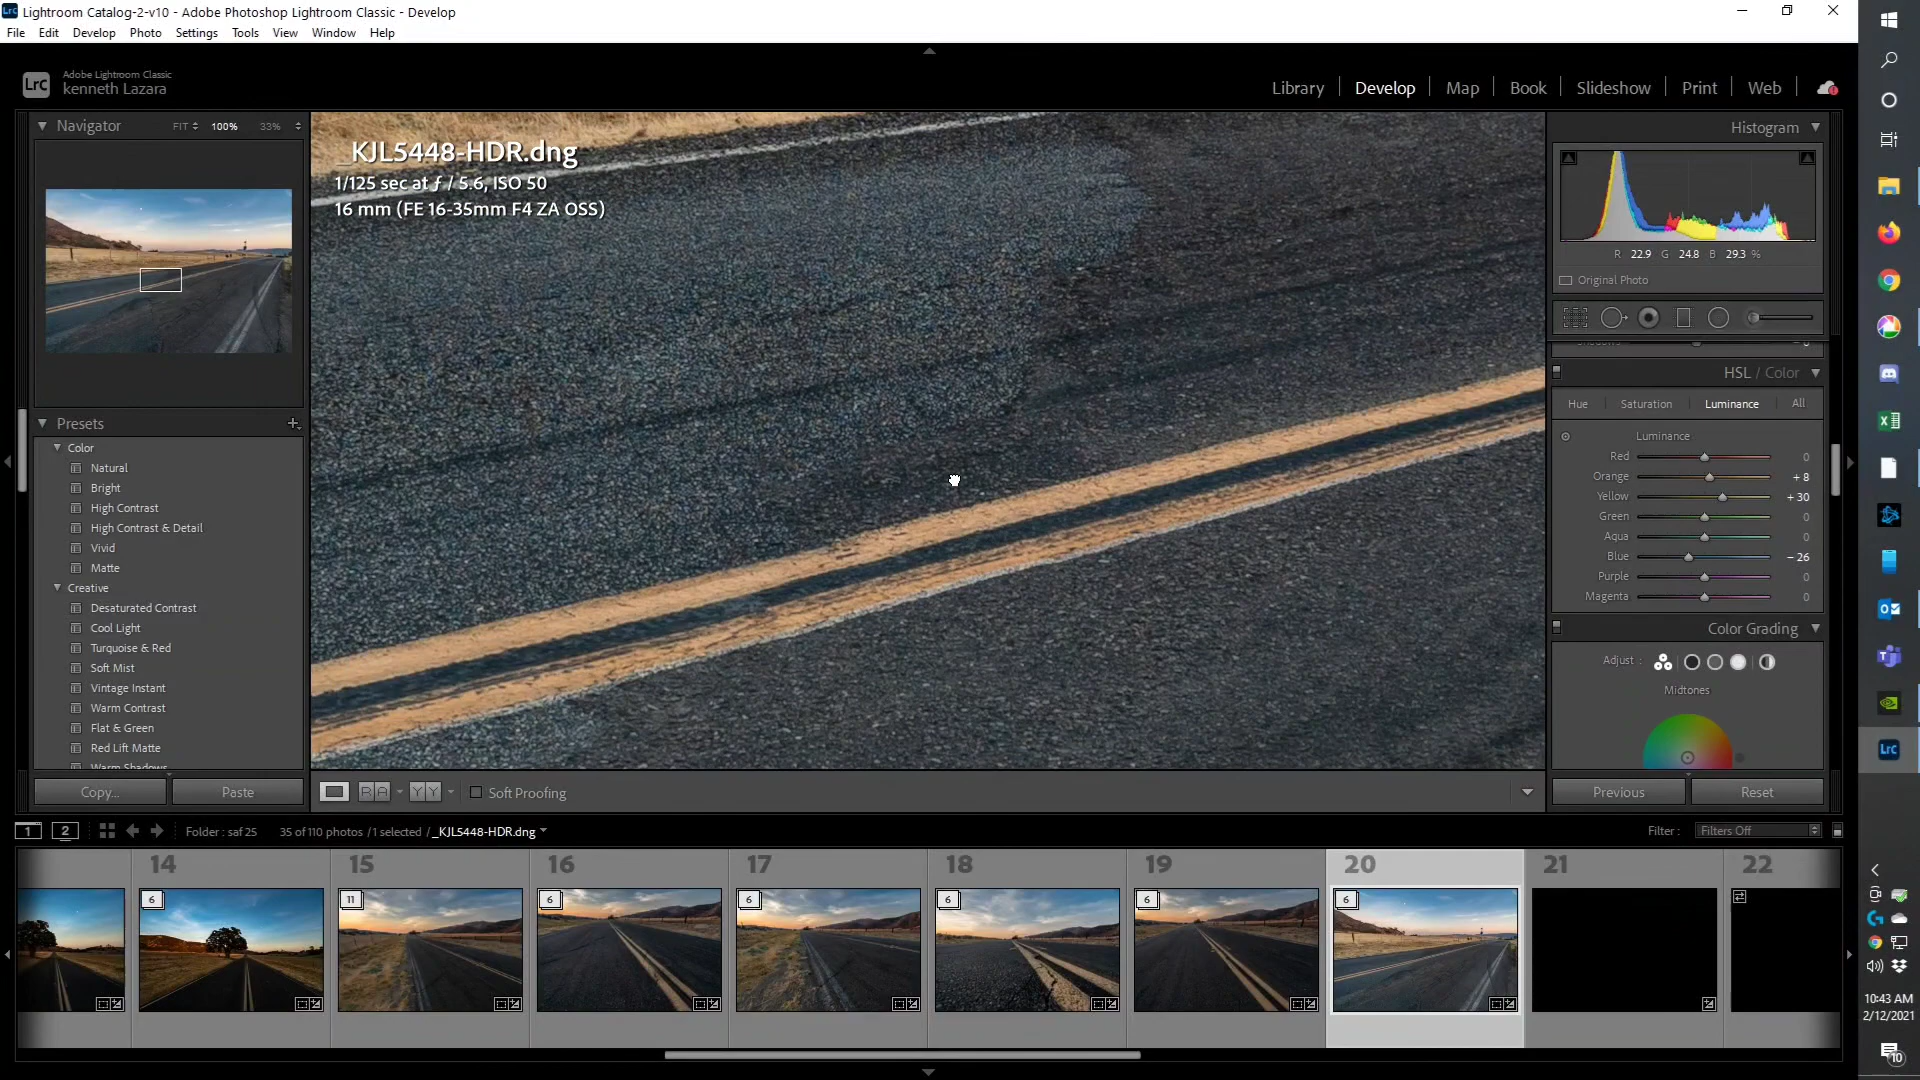 Lightroom Catalog-2-v10 - Adobe Photoshop Lightroom Classic - Develop
File Edit Develop Photo Settings Tools View Window Help
LrC
Adobe Lightroom Classic
kenneth Lazara
Library Develop Map Book Slideshow Print Web
Navigator FIT 100% 33%
_KJL5448-HDR.dng
1/125 sec at ƒ / 5.6, ISO 50
16 mm (FE 16-35mm F4 ZA OSS)
Histogram
R 22.9 G 24.8 B 29.3 %
Original Photo
HSL / Color
Hue Saturation Luminance All
Luminance
Red 0
Orange + 8
Yellow + 30
Green 0
Aqua 0
Blue - 26
Purple 0
Magenta 0
Color Grading
Adjust :
Midtones
Presets
Color
Natural
Bright
High Contrast
High Contrast & Detail
Vivid
Matte
Creative
Desaturated Contrast
Cool Light
Turquoise & Red
Soft Mist
Vintage Instant
Warm Contrast
Flat & Green
Red Lift Matte
Warm Shadows
Copy... Paste
RA YY Soft Proofing
Previous Reset
1 2 Folder : saf 25 35 of 110 photos / 1 selected / _KJL5448-HDR.dng
Filter : Filters Off
14 15 16 17 18 19 20 21 22
6 11 6 6 6 6 6
LrC
10:43 AM
2/12/2021
10